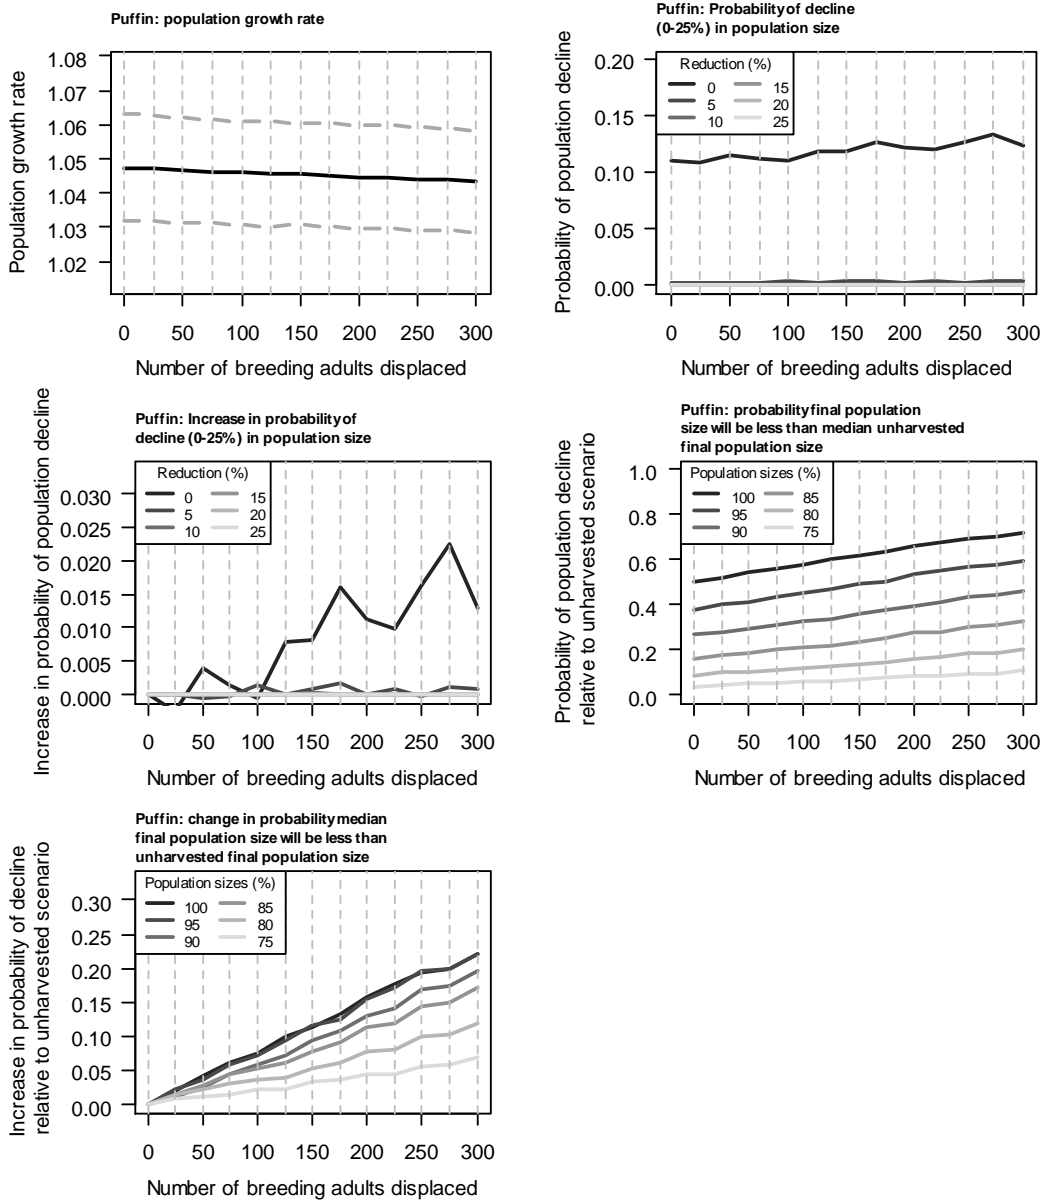 Puffin: population growth rate
Population growth rate
1.08
1.07
1.06
1.05
1.04
1.03
1.02
0 50 100 150 200 250 300
Number of breeding adults displaced
Puffin: Probability of decline
(0-25%) in population size
Probability of population decline
0.20
0.15
0.10
0.05
0.00
Reduction (%)
0 15
5 20
10 25
0 50 100 150 200 250 300
Number of breeding adults displaced
Puffin: Increase in probability of
decline (0-25%) in population size
Increase in probability of population decline
0.030
0.025
0.020
0.015
0.010
0.005
0.000
Reduction (%)
0 15
5 20
10 25
0 50 100 150 200 250 300
Number of breeding adults displaced
Puffin: probability final population
size will be less than median unharvested
final population size
Probability of population decline
relative to unharvested scenario
1.0
0.8
0.6
0.4
0.2
0.0
Population sizes (%)
100 85
95 80
90 75
0 50 100 150 200 250 300
Number of breeding adults displaced
Puffin: change in probability median
final population size will be less than
unharvested final population size
Increase in probability of decline
relative to unharvested scenario
0.30
0.25
0.20
0.15
0.10
0.05
0.00
Population sizes (%)
100 85
95 80
90 75
0 50 100 150 200 250 300
Number of breeding adults displaced